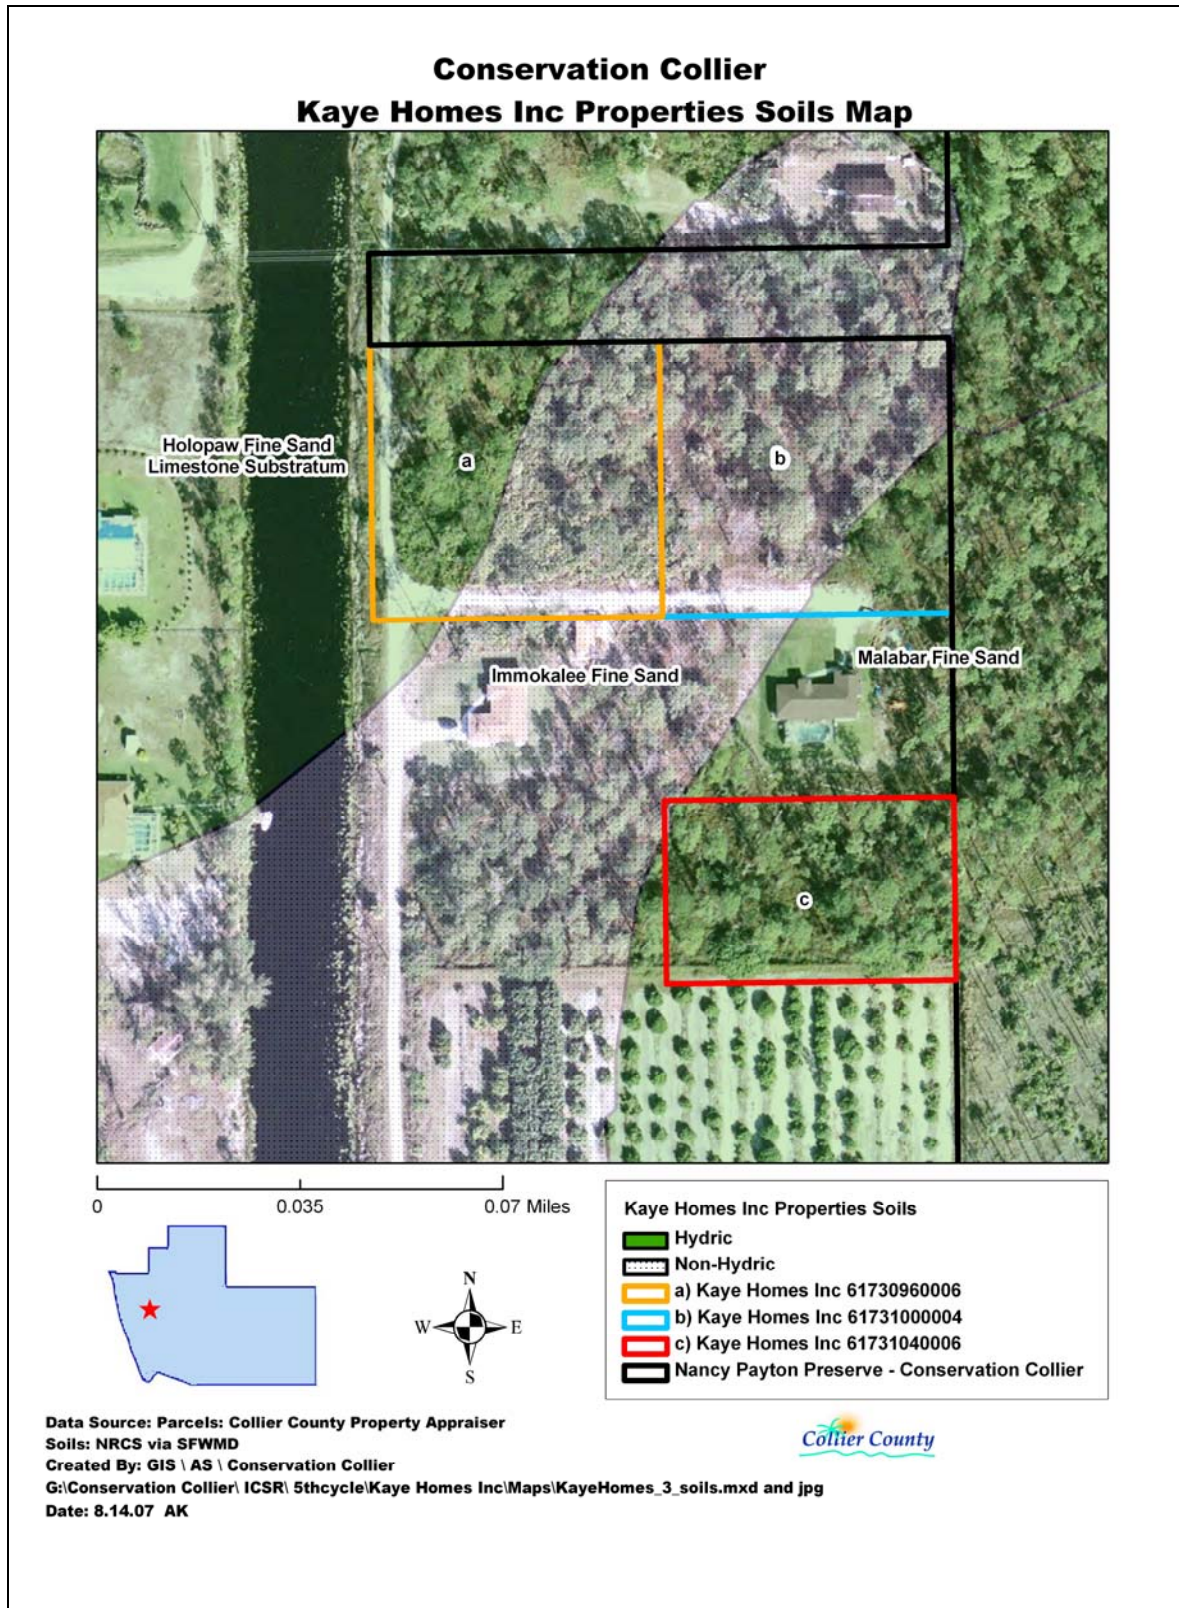 Conservation Collier
Kaye Homes Inc Properties Soils Map
Holopaw Fine Sand
Limestone Substratum
a
b
Immokalee Fine Sand
Malabar Fine Sand
c
0 0.035 0.07 Miles
Kaye Homes Inc Properties Soils
Hydric
Non-Hydric
a) Kaye Homes Inc 61730960006
b) Kaye Homes Inc 61731000004
c) Kaye Homes Inc 61731040006
Nancy Payton Preserve - Conservation Collier
N
W E
S
Data Source: Parcels: Collier County Property Appraiser
Soils: NRCS via SFWMD
Created By: GIS \ AS \ Conservation Collier
G:\Conservation Collier\ ICSR\ 5thcycle\Kaye Homes Inc\Maps\KayeHomes_3_soils.mxd and jpg
Date: 8.14.07 AK
Collier County